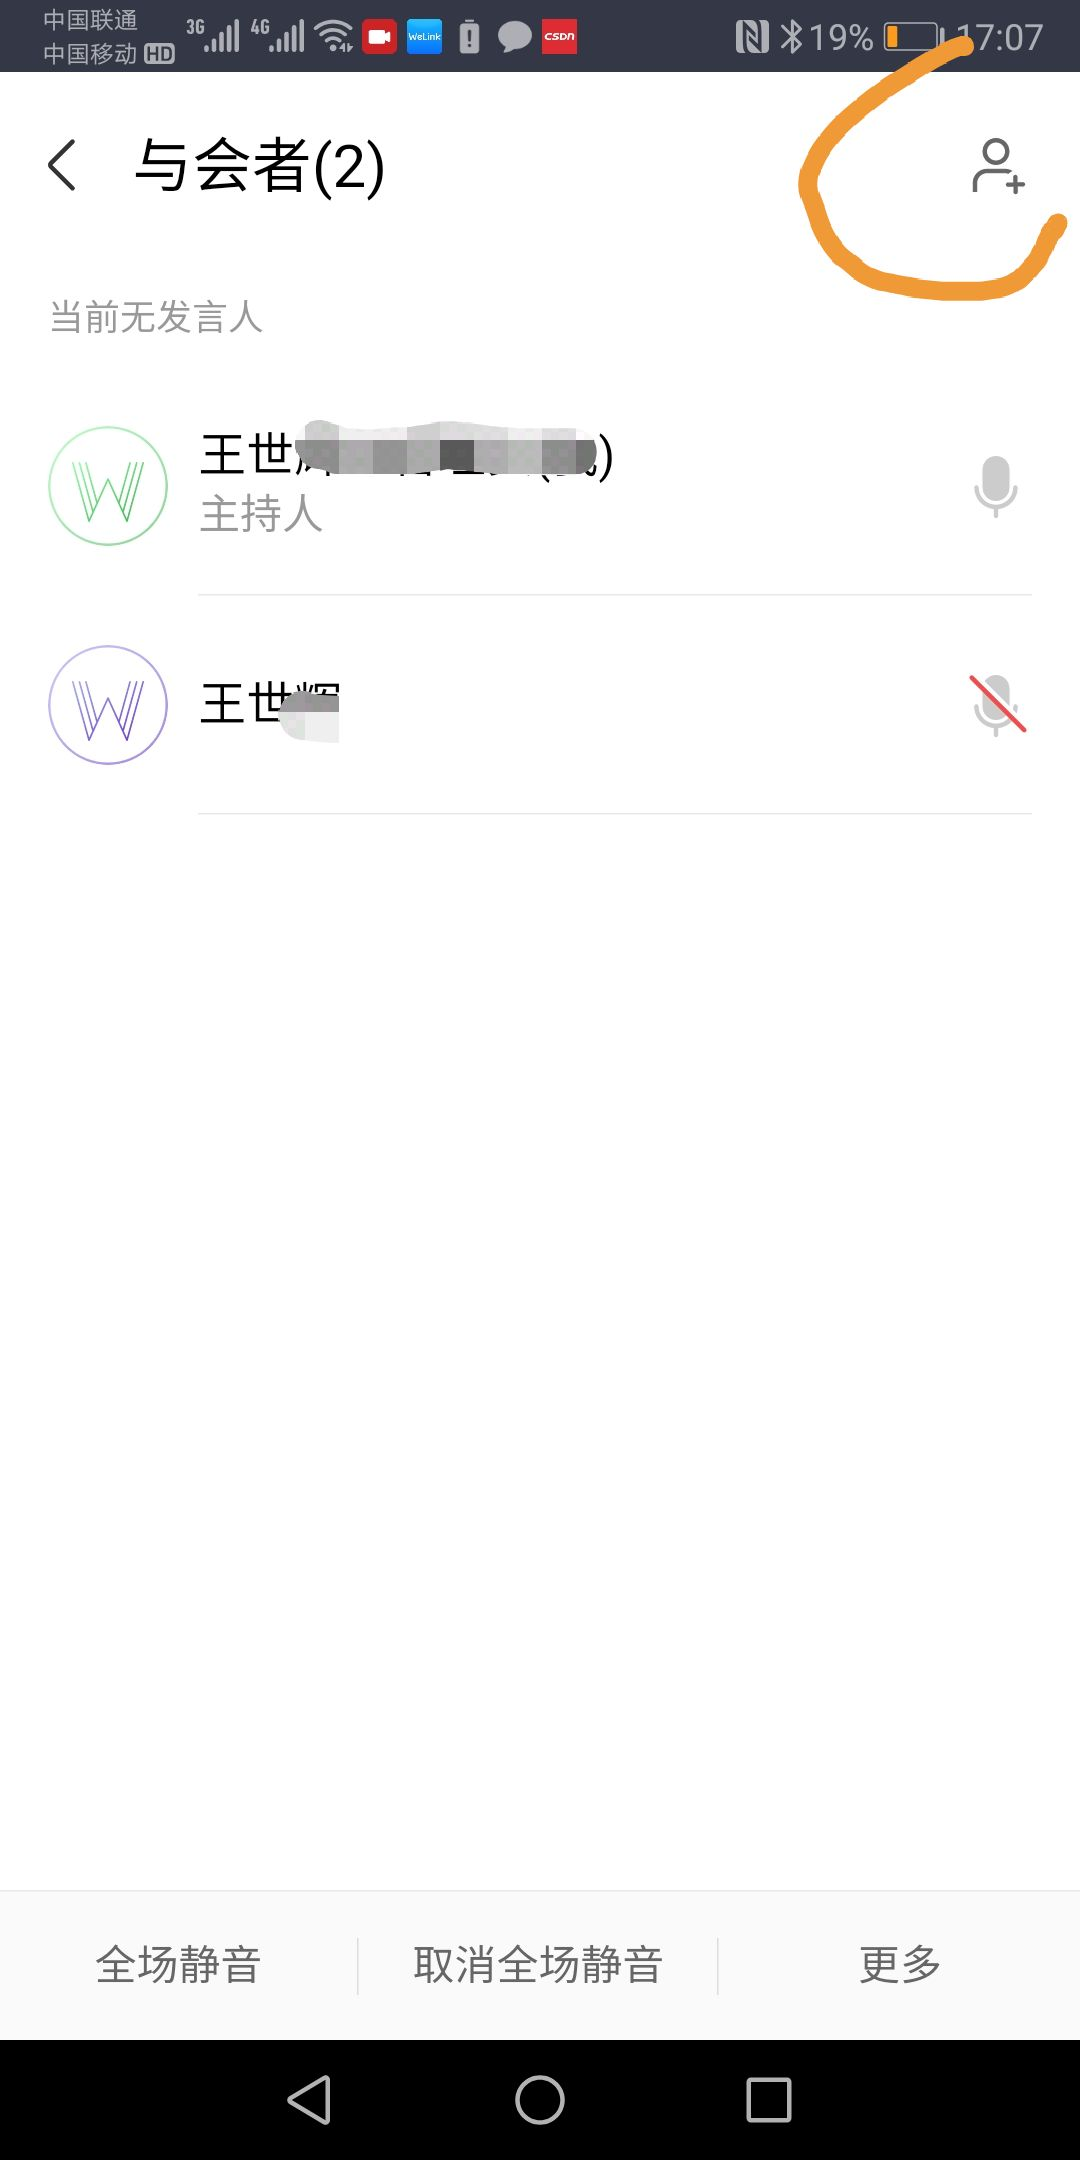 中国联通
中国移动 HD
3G 4G WeLink CSDN 19% 17:07
与会者(2)
当前无发言人
王世
主持人
王世
全场静音 取消全场静音 更多